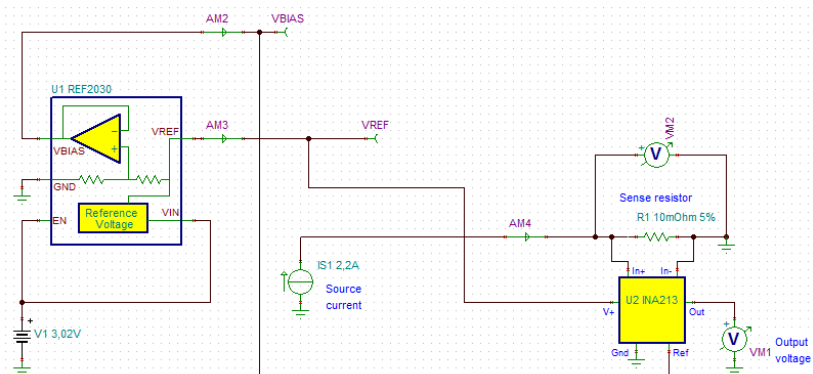 AM2
VBIAS
U1 REF2030
VREF
AM3
VREF
VBIAS
GND
EN
Reference
Voltage
VIN
V1 3,02V
VM2
V
Sense resistor
R1 10mOhm 5%
AM4
IS1 2,2A
Source
current
In+
In-
U2 INA213
V+
Out
Gnd
Ref
V
VM1
Output
voltage